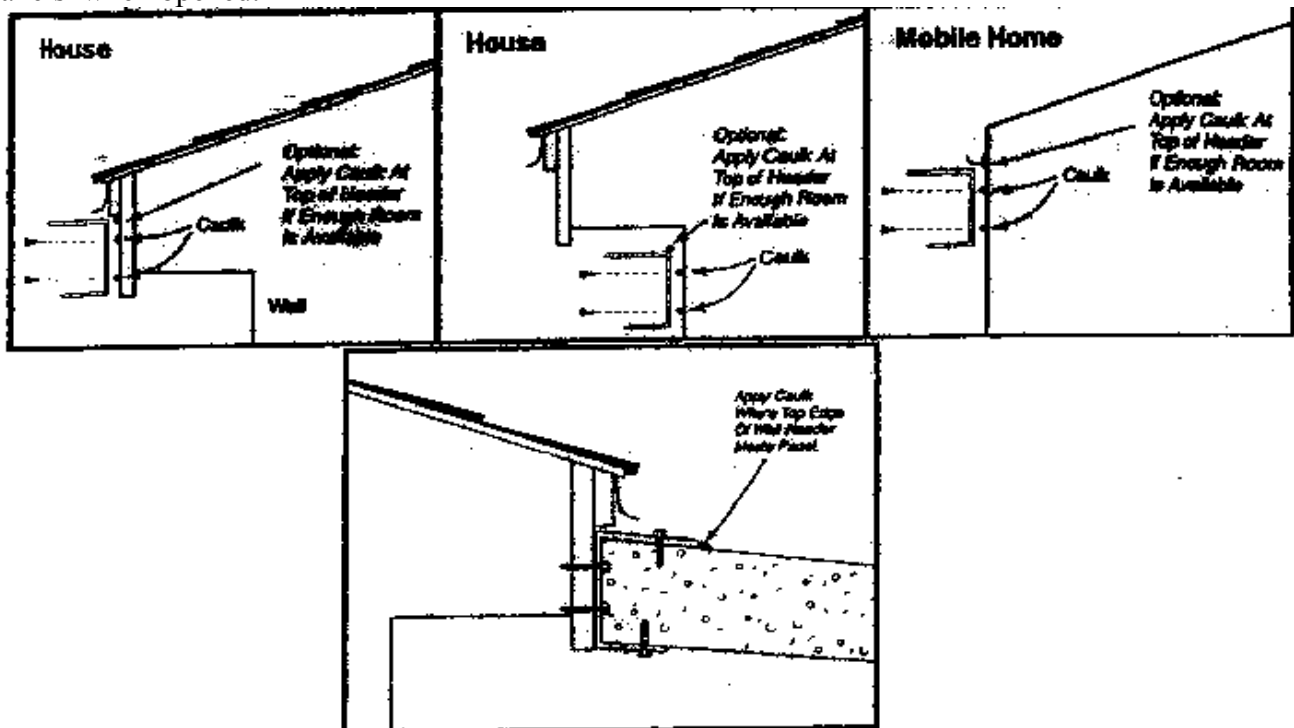 House
Optional:
Apply Caulk At
Top of Header
If Enough Room
Is Available
Caulk
Wall
House
Optional:
Apply Caulk At
Top of Header
If Enough Room
Is Available
Caulk
Mobile Home
Optional:
Apply Caulk At
Top of Header
If Enough Room
Is Available
Caulk
Apply Caulk
Where Top Edge
Of Wall Header
Meets Panel.